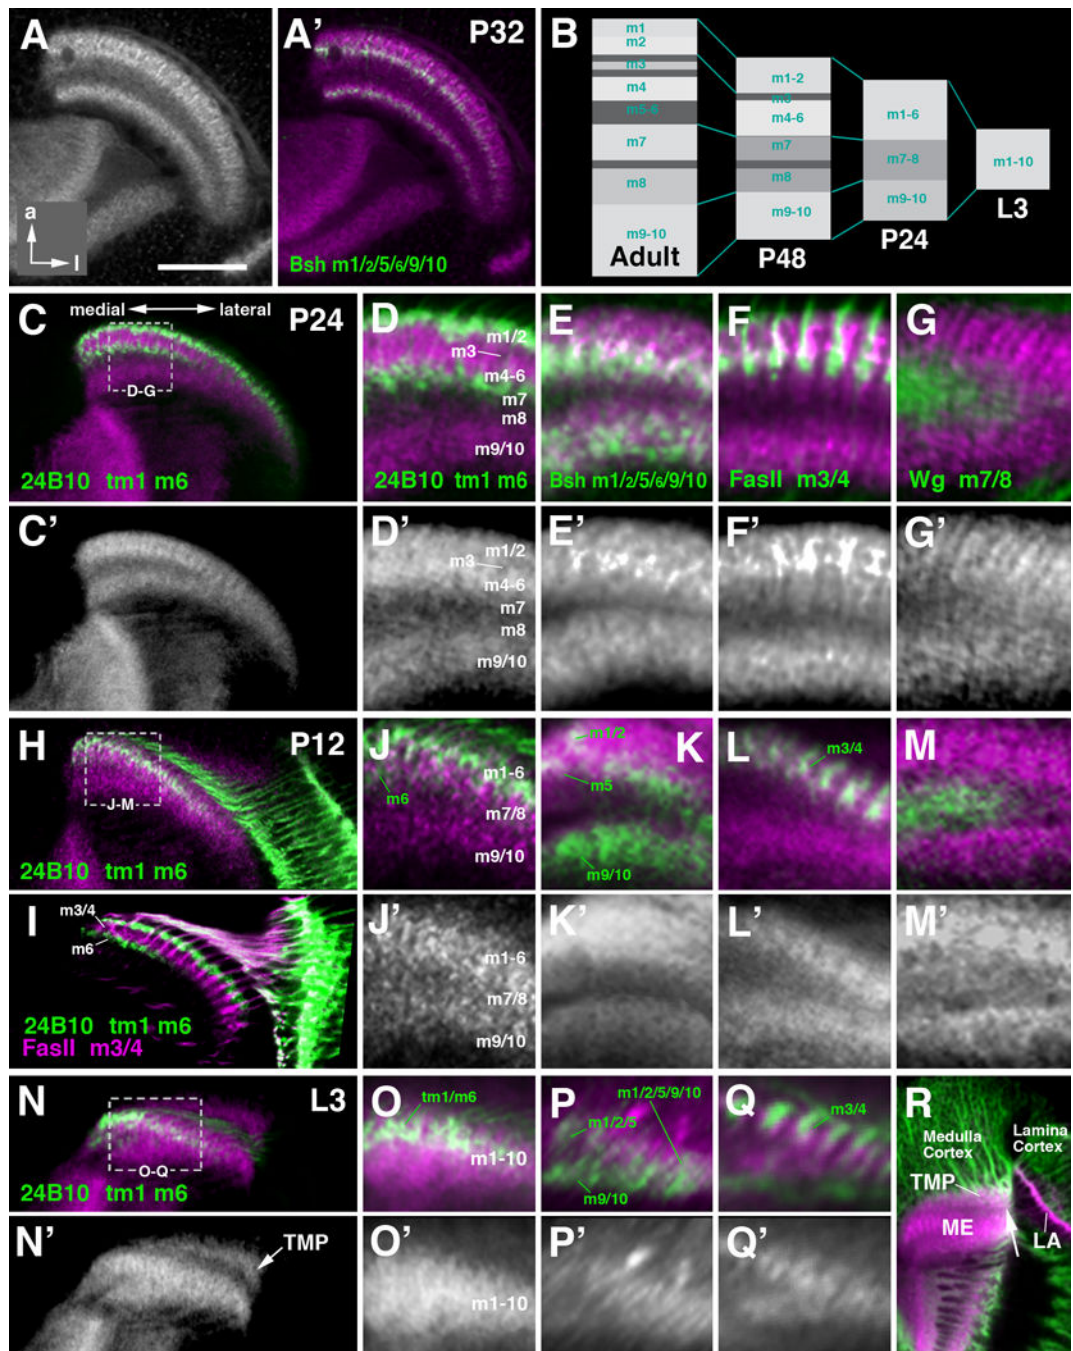 A
a
l
A’
P32
Bsh m1/2/5/6/9/10
B
m1
m2
m3
m4
m5-6
m7
m8
m9-10
Adult
m1-2
m3
m4-6
m7
m8
m9-10
P48
m1-6
m7-8
m9-10
P24
m1-10
L3
C
medial
lateral
P24
D-G
24B10 tm1 m6
D
m1/2
m3
m4-6
m7
m8
m9/10
24B10 tm1 m6
E
Bsh m1/2/5/6/9/10
F
FasII m3/4
G
Wg m7/8
C’
D’
m1/2
m3
m4-6
m7
m8
m9/10
E’
F’
G’
H
P12
J-M
24B10 tm1 m6
J
m1-6
m6
m7/8
m9/10
K
m1/2
m5
m9/10
L
m3/4
M
I
m3/4
m6
24B10 tm1 m6
FasII m3/4
J’
m1-6
m7/8
m9/10
K’
L’
M’
N
L3
O-Q
24B10 tm1 m6
O
tm1/m6
m1-10
P
m1/2/5/9/10
m1/2/5
m9/10
Q
m3/4
R
Medulla
Cortex
Lamina
Cortex
TMP
ME
LA
N’
TMP
O’
m1-10
P’
Q’